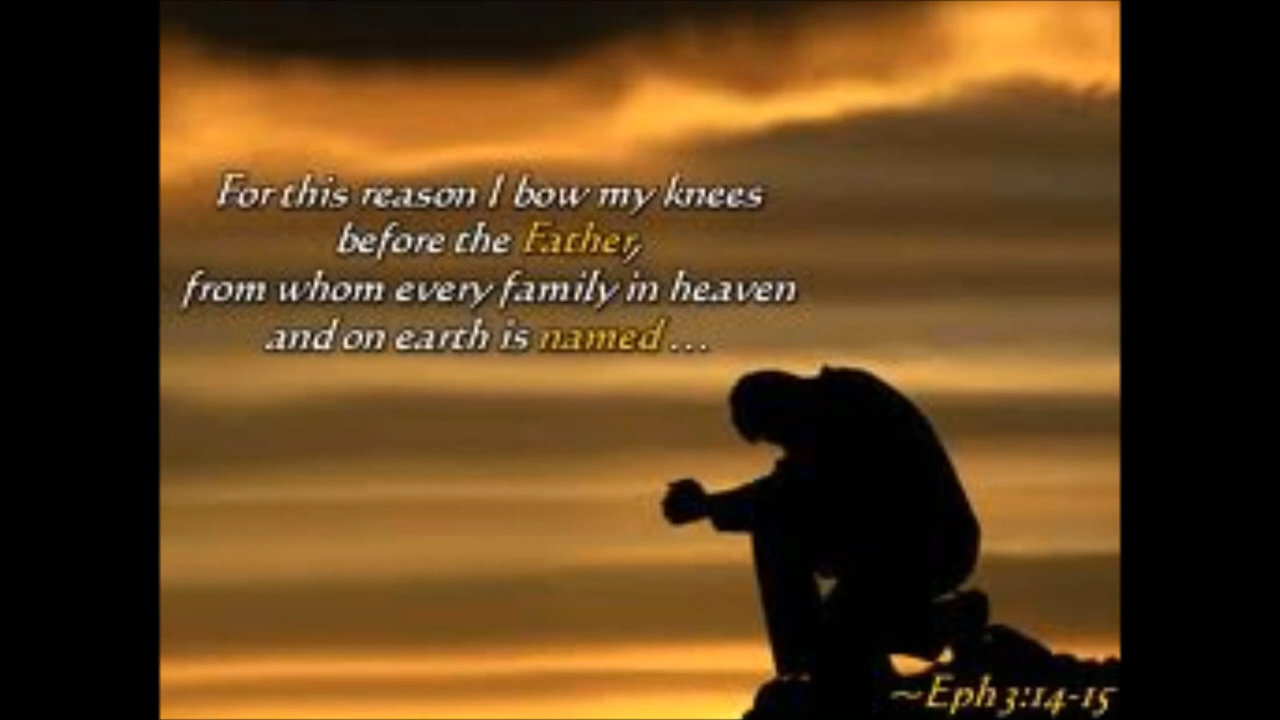 For this reason I bow my knees
before the Father,
from whom every family in heaven
and on earth is named ...
~Eph 3:14-15